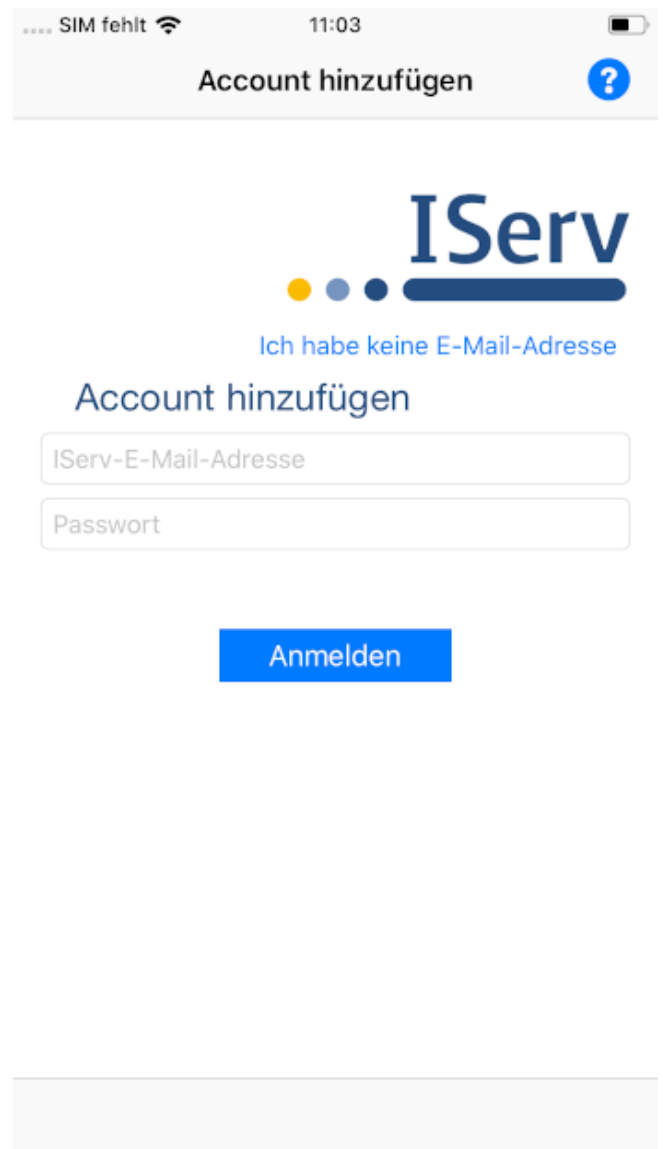 SIM fehlt 11:03
Account hinzufügen ?
IServ
Ich habe keine E-Mail-Adresse
Account hinzufügen
IServ-E-Mail-Adresse
Passwort
Anmelden